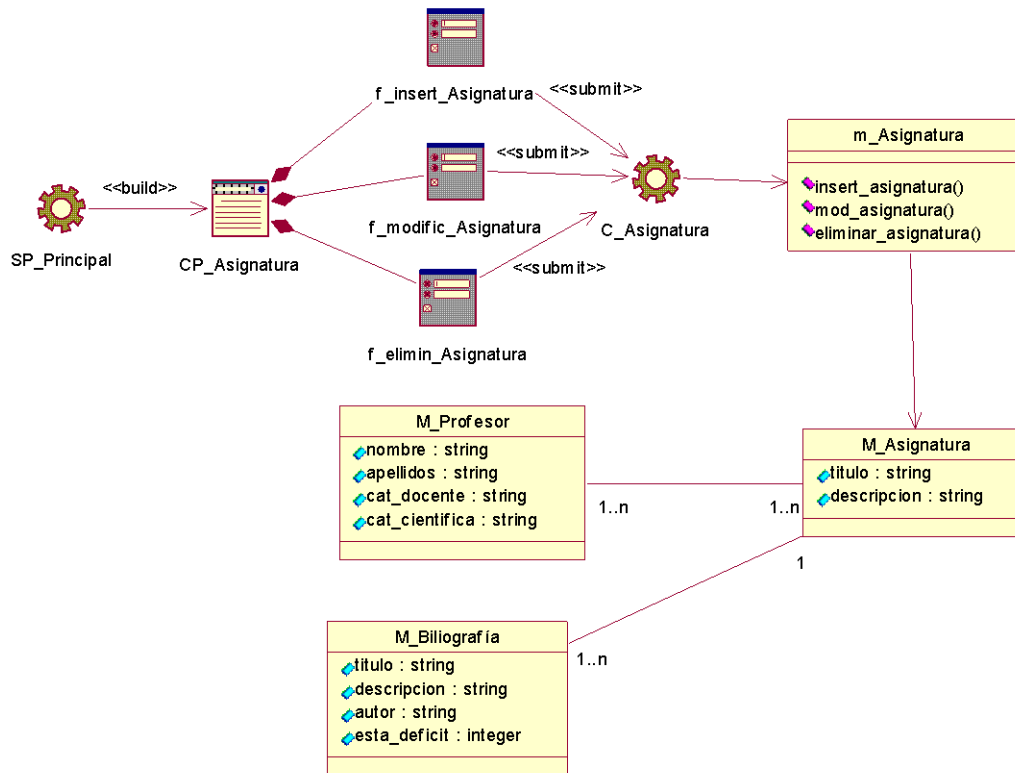 f_insert_Asignatura
<<submit>>
m_Asignatura
insert_asignatura()
mod_asignatura()
eliminar_asignatura()
<<submit>>
<<build>>
SP_Principal
CP_Asignatura
f_modific_Asignatura
C_Asignatura
<<submit>>
f_elimin_Asignatura
M_Profesor
nombre : string
apellidos : string
cat_docente : string
cat_cientifica : string
1..n
1..n
M_Asignatura
titulo : string
descripcion : string
1
1..n
M_Biliografía
titulo : string
descripcion : string
autor : string
esta_deficit : integer